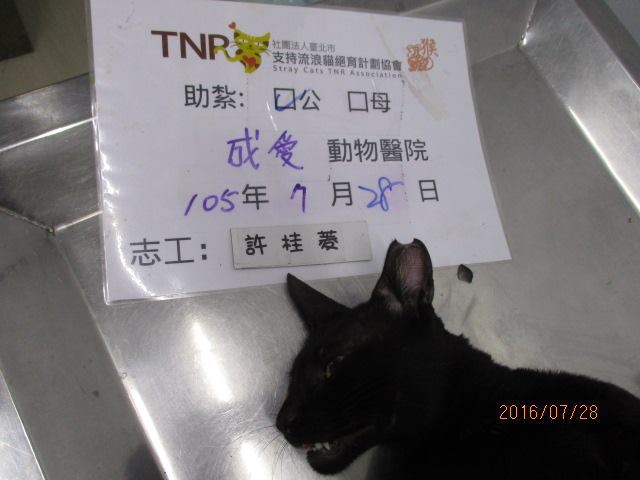 TNR 社團法人臺北市
支持流浪貓絕育計劃協會
Stray Cats TNR Association
助紮: ☑公 口母
成愛 動物醫院
105年 7月 28日
志工: 許桂菱
2016/07/28